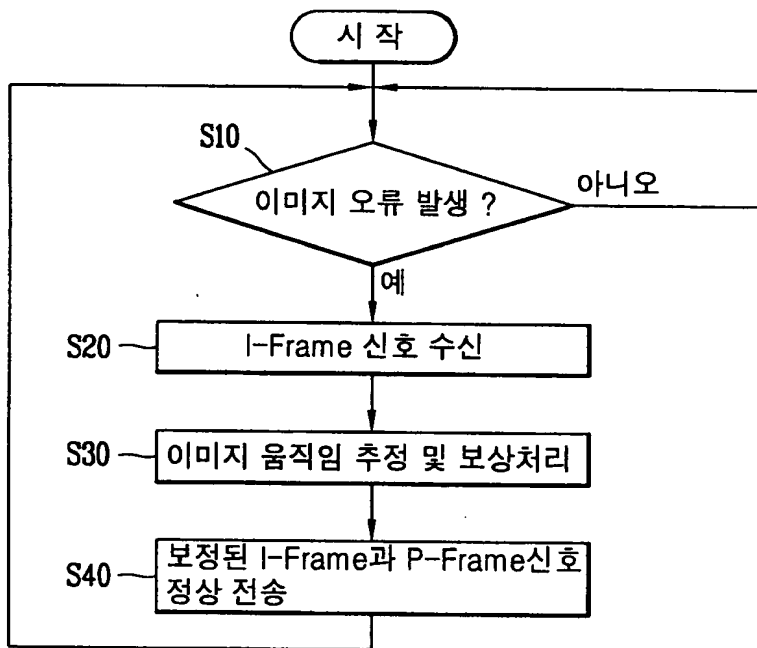 시 작
S10
이미지 오류 발생 ?
아니오
예
S20
I-Frame 신호 수신
S30
이미지 움직임 추정 및 보상처리
S40
보정된 I-Frame과 P-Frame신호
정상 전송